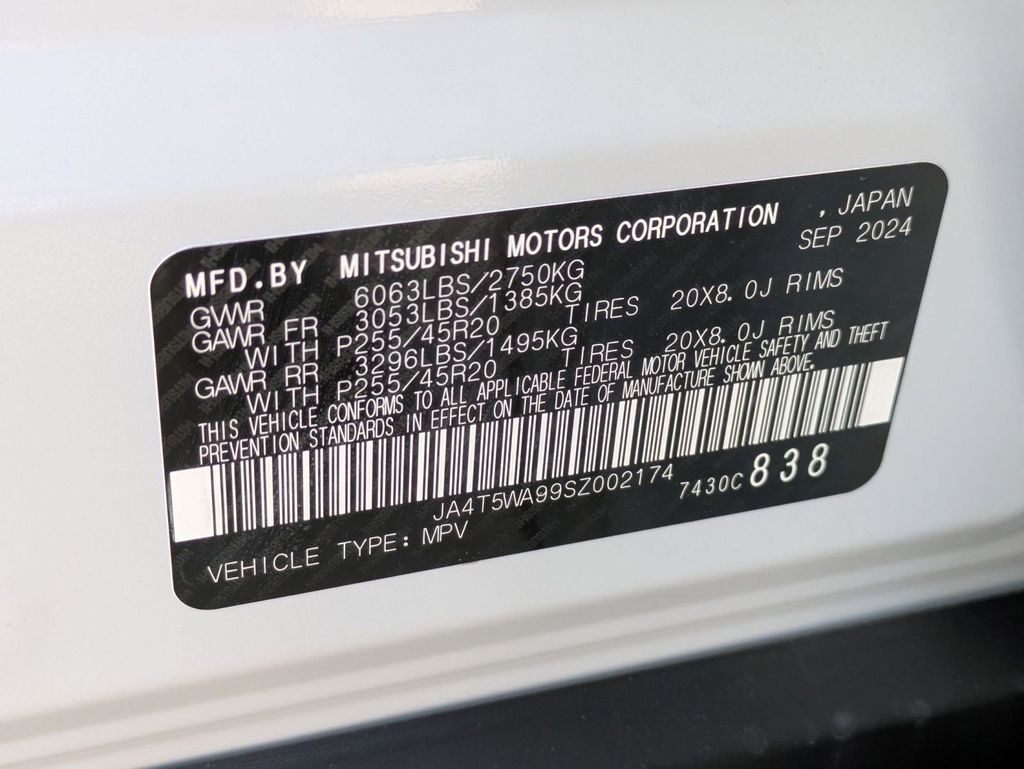 MFD.BY MITSUBISHI MOTORS CORPORATION , JAPAN
SEP 2024
GVWR 6063LBS/2750KG
GAWR FR 3053LBS/1385KG
WITH P255/45R20 TIRES 20X8.0J RIMS
GAWR RR 3296LBS/1495KG
WITH P255/45R20 TIRES 20X8.0J RIMS
THIS VEHICLE CONFORMS TO ALL APPLICABLE FEDERAL MOTOR VEHICLE SAFETY AND THEFT
PREVENTION STANDARDS IN EFFECT ON THE DATE OF MANUFACTURE SHOWN ABOVE.
JA4T5WA99SZ002174 7430C 838
VEHICLE TYPE: MPV